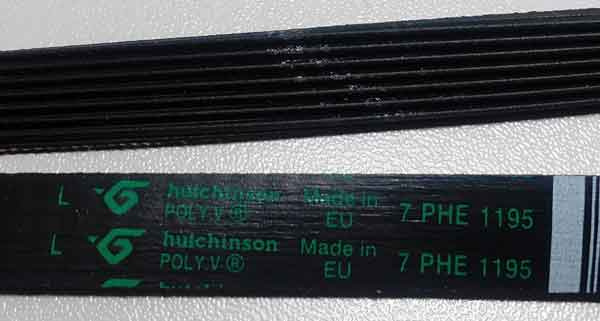 L hutchinson Made in 7 PHE 1195
POLY.V.® EU
L hutchinson Made in 7 PHE 1195
POLY.V.® EU